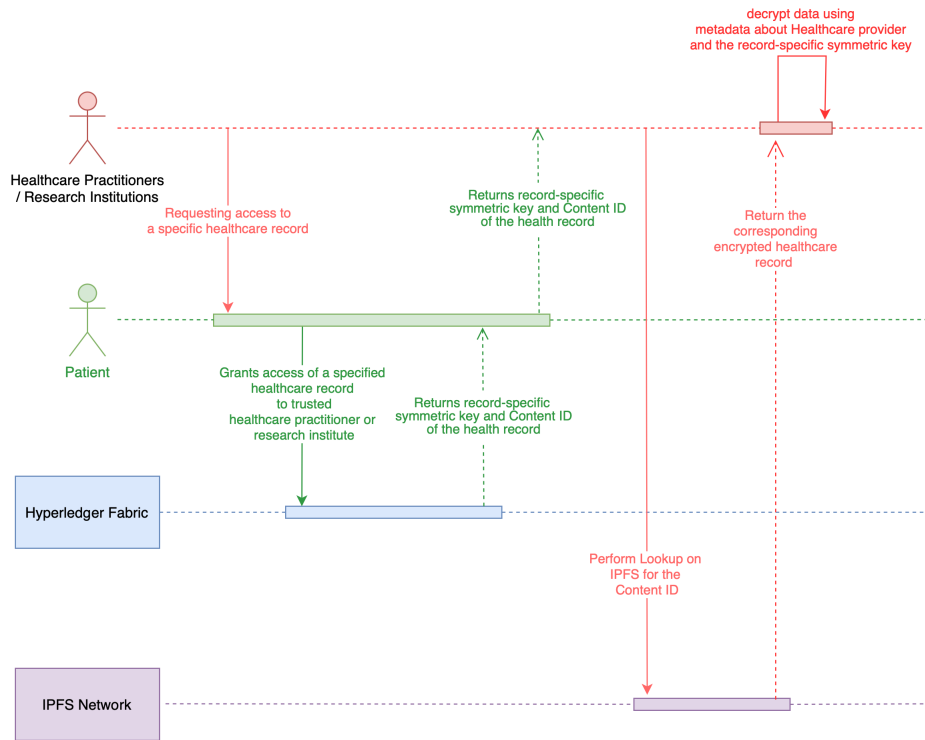 decrypt data using
metadata about Healthcare provider
and the record-specific symmetric key
Healthcare Practitioners
/ Research Institutions
Requesting access to
a specific healthcare record
Returns record-specific
symmetric key and Content ID
of the health record
Return the
corresponding
encrypted healthcare
record
Patient
Grants access of a specified
healthcare record
to trusted
healthcare practitioner or
research institute
Returns record-specific
symmetric key and Content ID
of the health record
Hyperledger Fabric
Perform Lookup on
IPFS for the
Content ID
IPFS Network